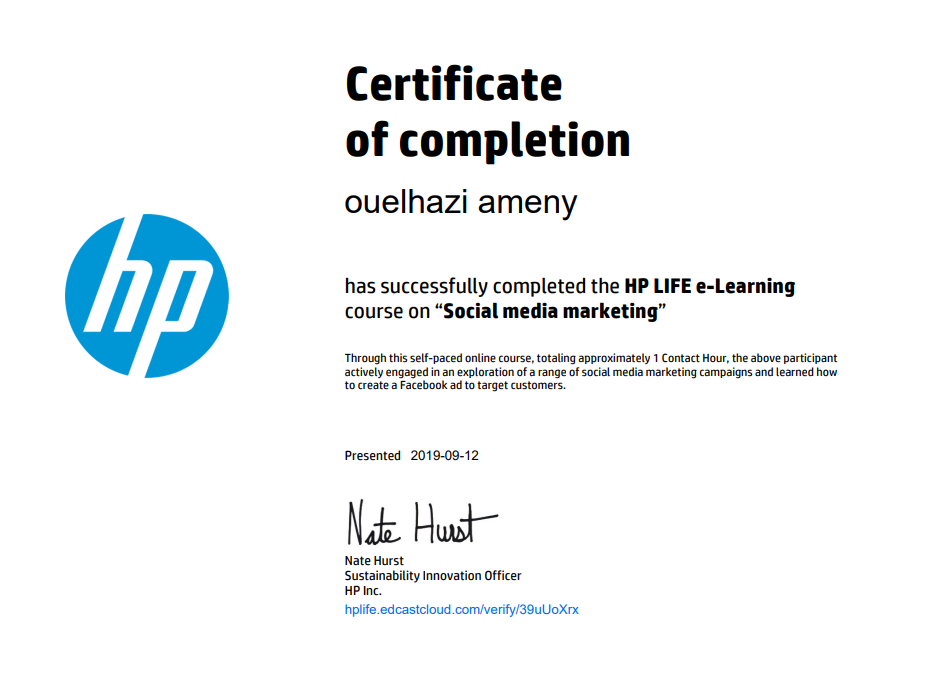 Certificate
of completion
ouelhazi ameny
hp
has successfully completed the HP LIFE e-Learning
course on “Social media marketing”
Through this self-paced online course, totaling approximately 1 Contact Hour, the above participant
actively engaged in an exploration of a range of social media marketing campaigns and learned how
to create a Facebook ad to target customers.
Presented 2019-09-12
Nate Hurst
Nate Hurst
Sustainability Innovation Officer
HP Inc.
hplife.edcastcloud.com/verify/39uUoXrx